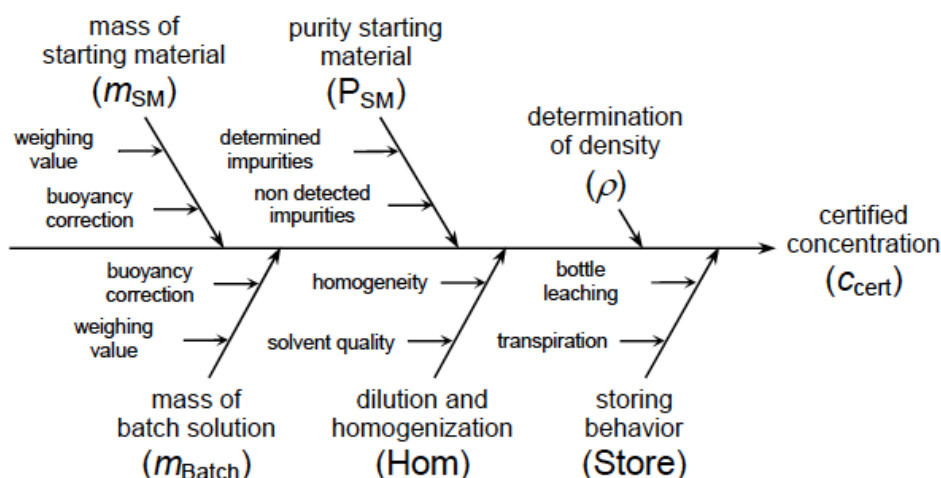 mass of
starting material
(mSM)
weighing
value
buoyancy
correction
purity starting
material
(PSM)
determined
impurities
non detected
impurities
determination
of density
(ρ)
certified
concentration
(ccert)
buoyancy
correction
weighing
value
mass of
batch solution
(mBatch)
homogeneity
solvent quality
dilution and
homogenization
(Hom)
bottle
leaching
transpiration
storing
behavior
(Store)